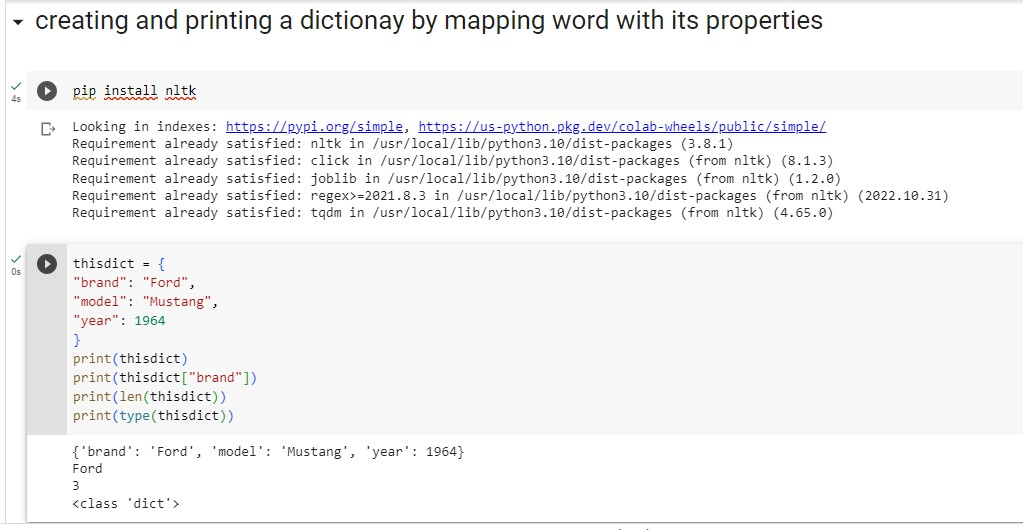 creating and printing a dictionay by mapping word with its properties
4s
pip install nltk
Looking in indexes: https://pypi.org/simple, https://us-python.pkg.dev/colab-wheels/public/simple/
Requirement already satisfied: nltk in /usr/local/lib/python3.10/dist-packages (3.8.1)
Requirement already satisfied: click in /usr/local/lib/python3.10/dist-packages (from nltk) (8.1.3)
Requirement already satisfied: joblib in /usr/local/lib/python3.10/dist-packages (from nltk) (1.2.0)
Requirement already satisfied: regex>=2021.8.3 in /usr/local/lib/python3.10/dist-packages (from nltk) (2022.10.31)
Requirement already satisfied: tqdm in /usr/local/lib/python3.10/dist-packages (from nltk) (4.65.0)
0s
thisdict = {
"brand": "Ford",
"model": "Mustang",
"year": 1964
}
print(thisdict)
print(thisdict["brand"])
print(len(thisdict))
print(type(thisdict))
{'brand': 'Ford', 'model': 'Mustang', 'year': 1964}
Ford
3
<class 'dict'>